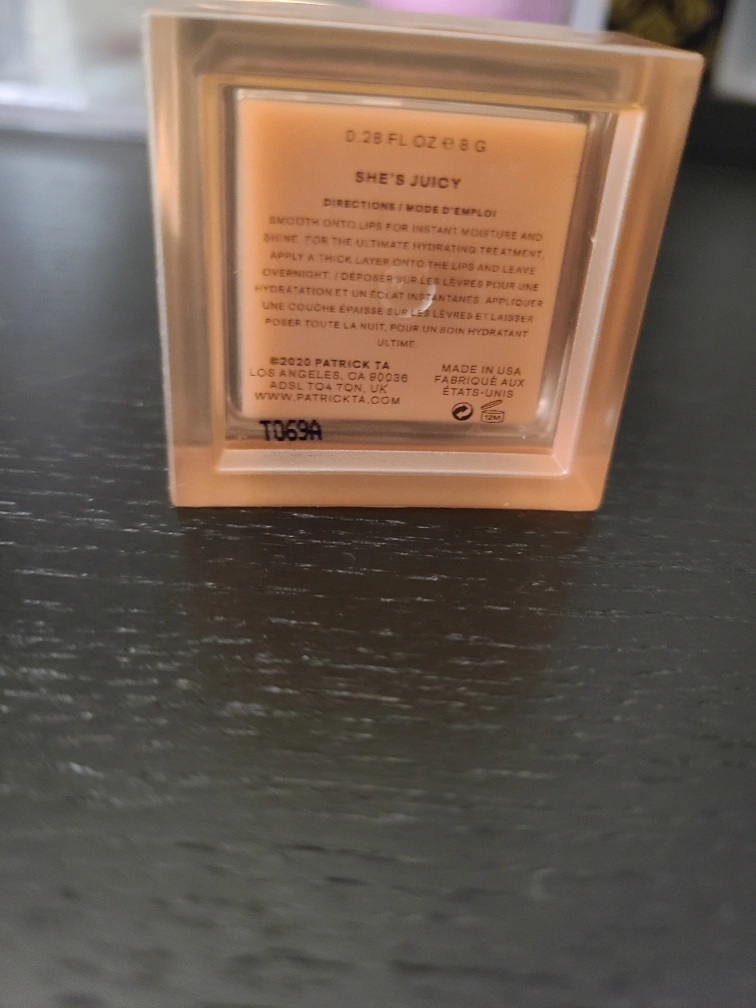 0.28 FL OZ e 8 G
SHE'S JUICY
DIRECTIONS / MODE D'EMPLOI
SMOOTH ONTO LIPS FOR INSTANT MOISTURE AND
SHINE. FOR THE ULTIMATE HYDRATING TREATMENT,
APPLY A THICK LAYER ONTO THE LIPS AND LEAVE
OVERNIGHT. / DÉPOSER SUR LES LÈVRES POUR UNE
HYDRATATION ET UN ÉCLAT INSTANTANÉS. APPLIQUER
UNE COUCHE ÉPAISSE SUR LES LÈVRES ET LAISSER
POSER TOUTE LA NUIT, POUR UN SOIN HYDRATANT
ULTIME.
©2020 PATRICK TA
LOS ANGELES, CA 90036
ADSL TQ4 7QN, UK
WWW.PATRICKTA.COM
MADE IN USA
FABRIQUÉ AUX
ÉTATS-UNIS
12M
T069A